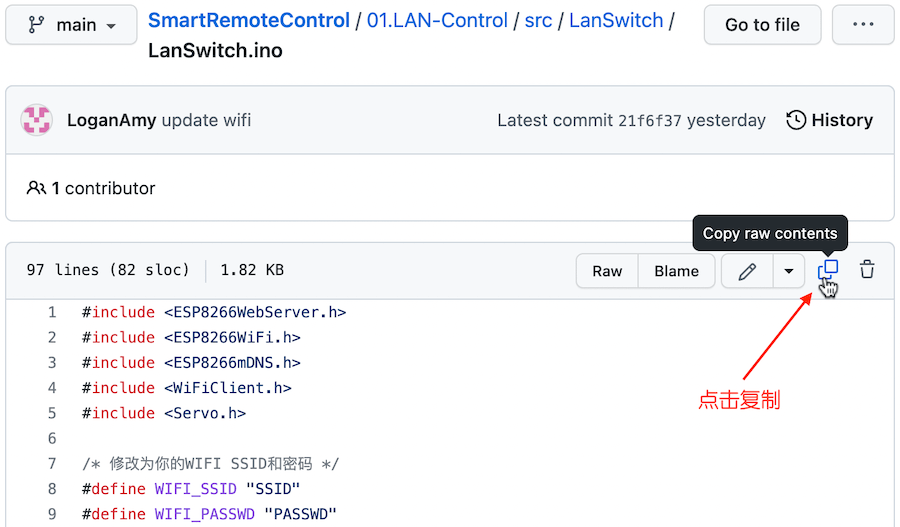 main
SmartRemoteControl / 01.LAN-Control / src / LanSwitch /
LanSwitch.ino
Go to file
...
LoganAmy update wifi
Latest commit 21f6f37 yesterday
History
1 contributor
Copy raw contents
97 lines (82 sloc)
1.82 KB
Raw
Blame
1 #include <ESP8266WebServer.h>
2 #include <ESP8266WiFi.h>
3 #include <ESP8266mDNS.h>
4 #include <WiFiClient.h>
5 #include <Servo.h>
6
7 /* 修改为你的WIFI SSID和密码 */
8 #define WIFI_SSID "SSID"
9 #define WIFI_PASSWD "PASSWD"
点击复制